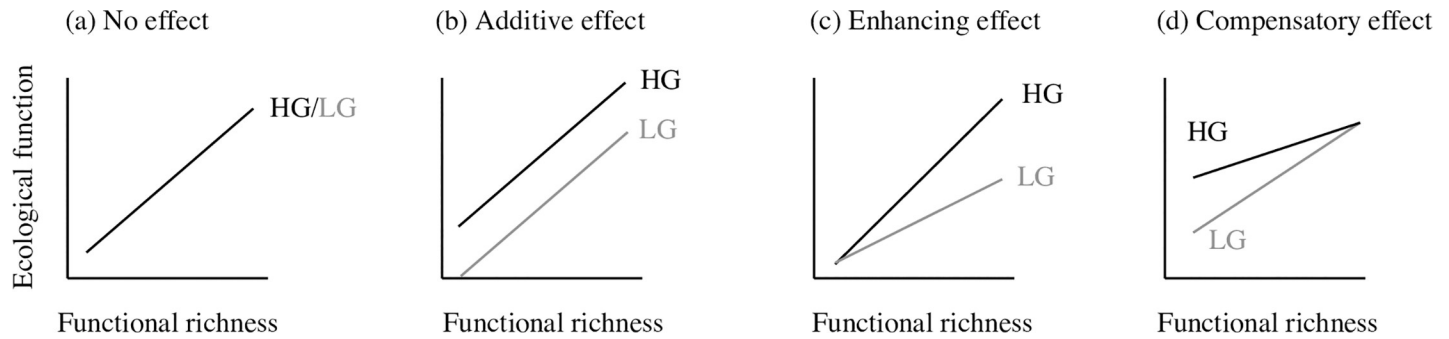 (a) No effect
(b) Additive effect
(c) Enhancing effect
(d) Compensatory effect
Ecological function
HG/LG
HG
LG
HG
LG
HG
LG
Functional richness
Functional richness
Functional richness
Functional richness